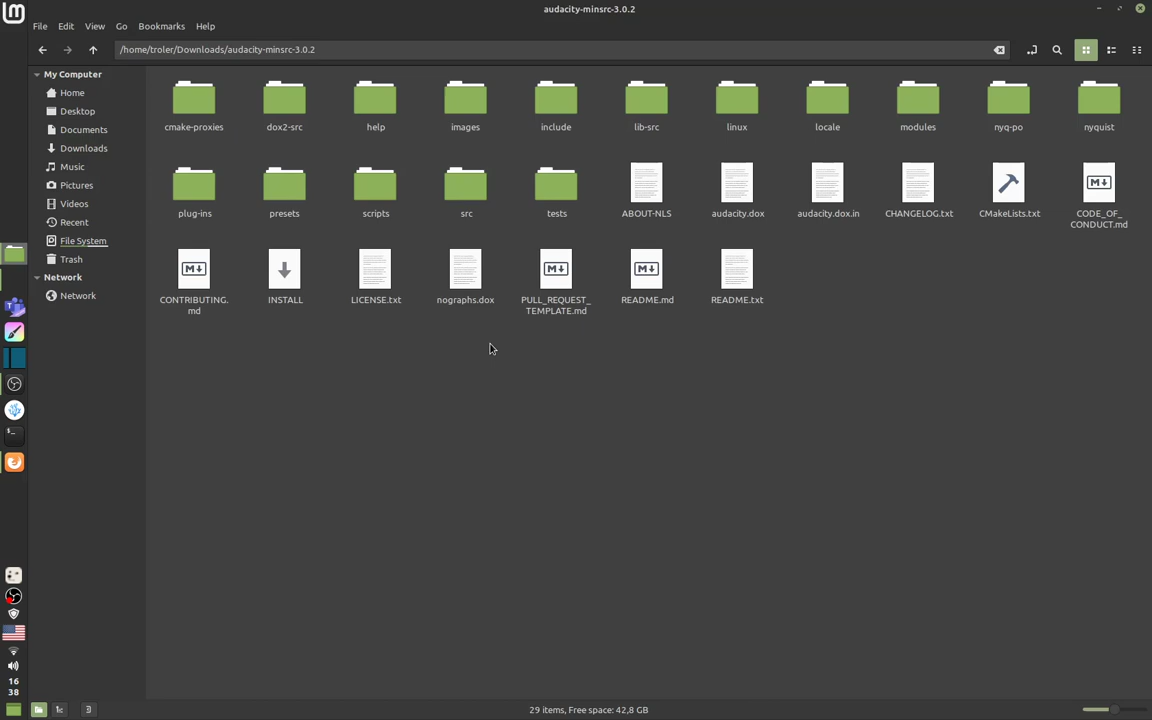 audacity-minsrc-3.0.2
File Edit View Go Bookmarks Help
/home/troler/Downloads/audacity-minsrc-3.0.2
My Computer
Home
Desktop
Documents
Downloads
Music
Pictures
Videos
Recent
File System
Trash
Network
Network
cmake-proxies dox2-src help images include lib-src linux locale modules nyq-po nyquist
plug-ins presets scripts src tests ABOUT-NLS audacity.dox audacity.dox.in CHANGELOG.txt CMakeLists.txt CODE_OF_
CONDUCT.md
CONTRIBUTING. INSTALL LICENSE.txt nographs.dox PULL_REQUEST_ README.md README.txt
md TEMPLATE.md
16
38
29 items, Free space: 42,8 GB